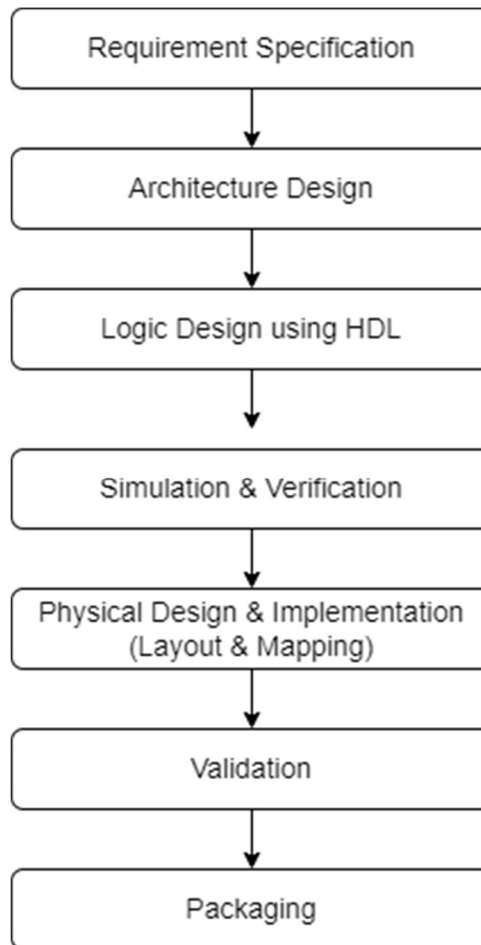 Requirement Specification
Architecture Design
Logic Design using HDL
Simulation & Verification
Physical Design & Implementation
(Layout & Mapping)
Validation
Packaging